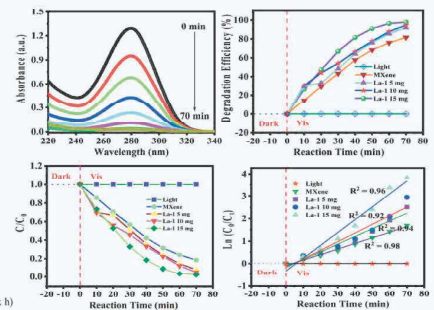 1.5
1.2
0.9
0.6
0.3
0.0
Absorbance (a.u.)
0 min
70 min
220 240 260 280 300 320 340
Wavelength (nm)
100
80
60
40
20
0
-20
Degradation Efficiency (%)
Light
MXene
La-1 5 mg
La-1 10 mg
La-1 15 mg
Dark Vis
-20 -10 0 10 20 30 40 50 60 70 80
Reaction Time (min)
1.2
1.0
0.8
0.6
0.4
0.2
0.0
C/C0
Dark Vis
Light
MXene
La-1 5 mg
La-1 10 mg
La-1 15 mg
-20 -10 0 10 20 30 40 50 60 70 80
Reaction Time (min)
4
3
2
1
0
Ln (C0/Ct)
Light
MXene
La-1 5 mg
La-1 10 mg
La-1 15 mg
R² = 0.96
R² = 0.92
R² = 0.94
R² = 0.98
Dark Vis
-20 -10 0 10 20 30 40 50 60 70 80
Reaction Time (min)
h)